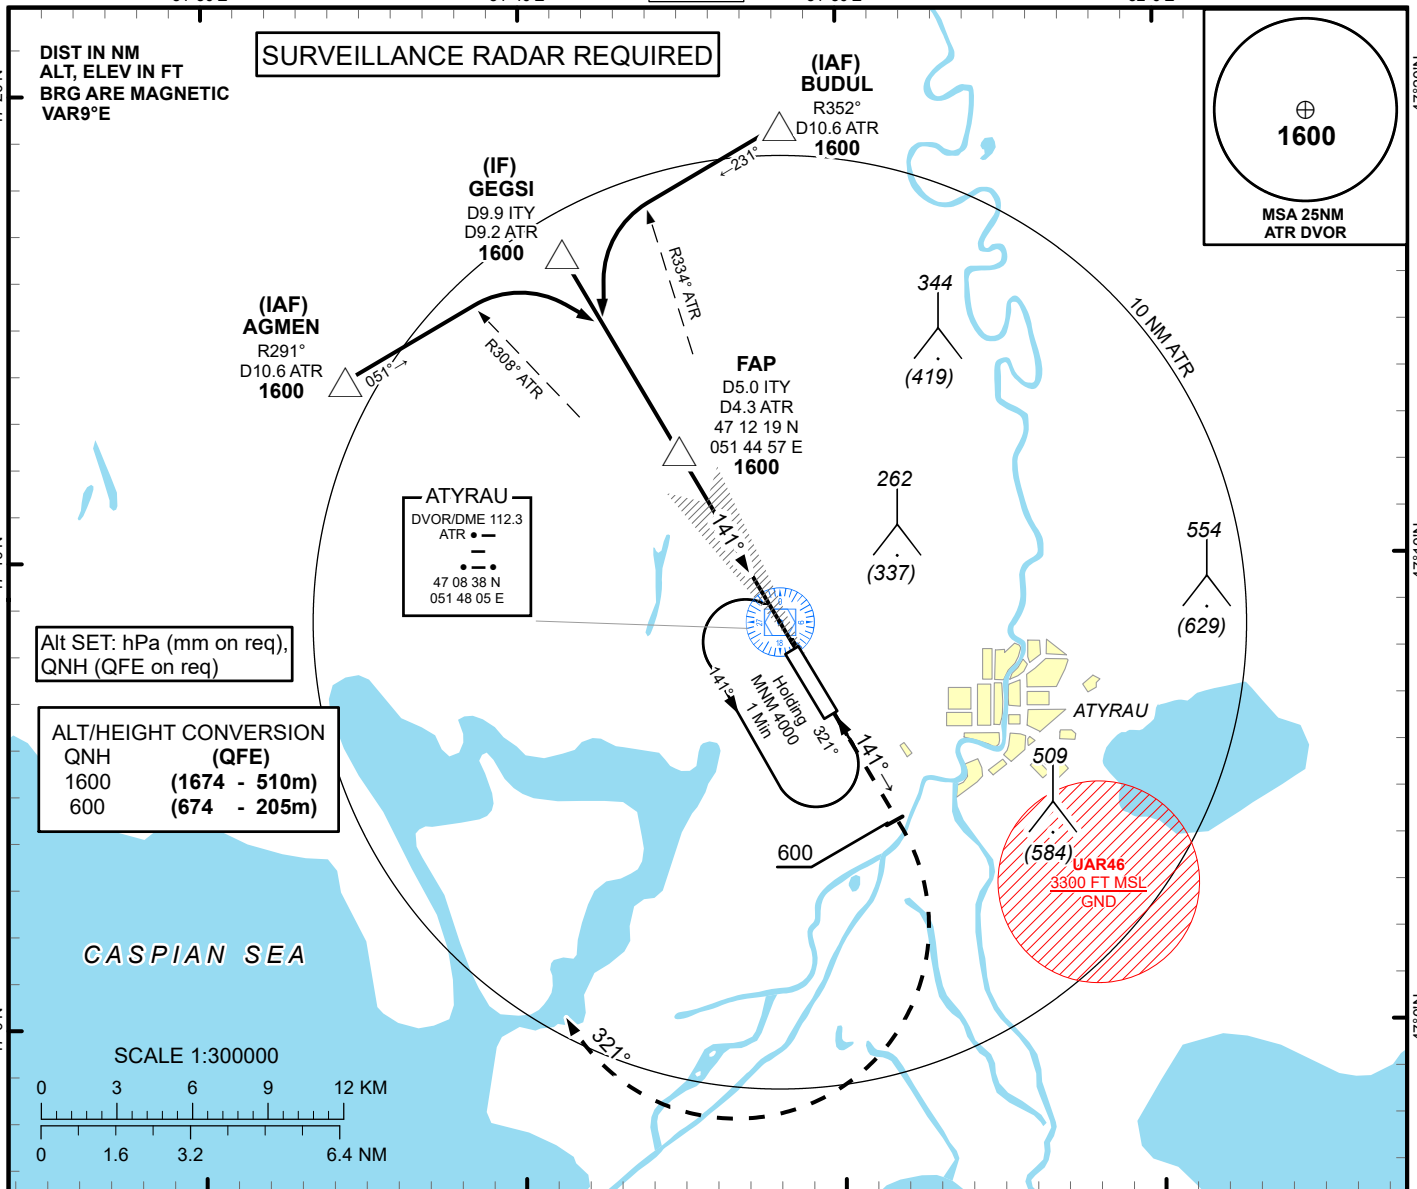 DIST IN NM
ALT, ELEV IN FT
BRG ARE MAGNETIC
VAR9°E
SURVEILLANCE RADAR REQUIRED
(IAF)
BUDUL
R352°
D10.6 ATR
1600
1600
MSA 25NM
ATR DVOR
(IF)
GEGSI
D9.9 ITY
D9.2 ATR
1600
←231°
R334° ATR
(IAF)
AGMEN
R291°
D10.6 ATR
1600
051°→
R308° ATR
344
(419)
10 NM ATR
FAP
D5.0 ITY
D4.3 ATR
47 12 19 N
051 44 57 E
1600
262
(337)
554
(629)
ATYRAU
DVOR/DME 112.3
ATR
47 08 38 N
051 48 05 E
141°
27
9
18
Alt SET: hPa (mm on req),
QNH (QFE on req)
141°
Holding
MNM 4000
1 Min
321°
141°→
ATYRAU
ALT/HEIGHT CONVERSION
QNH (QFE)
1600 (1674 - 510m)
600 (674 - 205m)
509
(584)
600
UAR46
3300 FT MSL
GND
CASPIAN SEA
321°
SCALE 1:300000
0 3 6 9 12 KM
0 1.6 3.2 6.4 NM